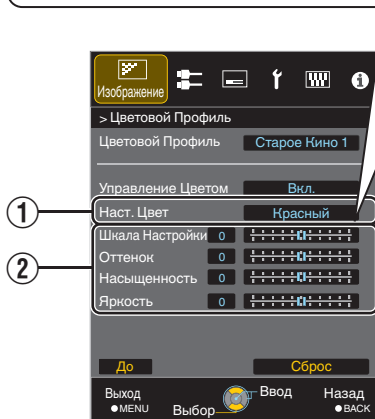 Изображение
> Цветовой Профиль
Цветовой Профиль Старое Кино 1
Управление Цветом Вкл.
① Наст. Цвет Красный
② Шкала Настройки 0
Оттенок 0
Насыщенность 0
Яркость 0
До Сброс
Выход Ввод Назад
●MENU Выбор ●BACK